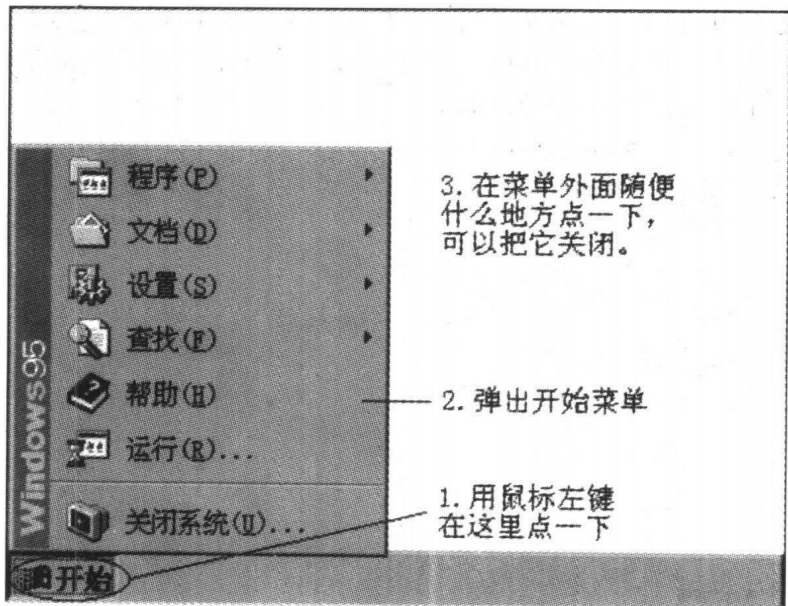 程序(P)
文档(D)
设置(S)
查找(F)
帮助(H)
运行(R)...
关闭系统(U)...
Windows95
开始
3.在菜单外面随便
什么地方点一下，
可以把它关闭。
2.弹出开始菜单
1.用鼠标左键
在这里点一下